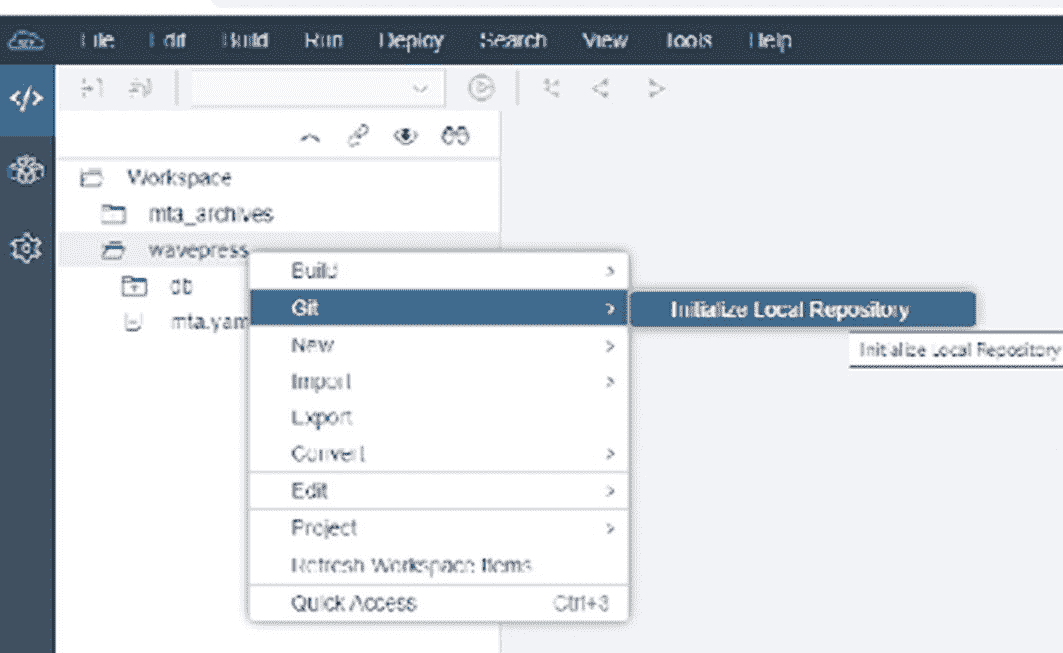 File Edit Build Run Deploy Search View Tools Help
Workspace
mta_archives
wavepress
db
mta.yam
Build
Git
Initialize Local Repository
New
Initialize Local Repository
Import
Export
Convert
Edit
Project
Refresh Workspace Items
Quick Access Ctrl+3